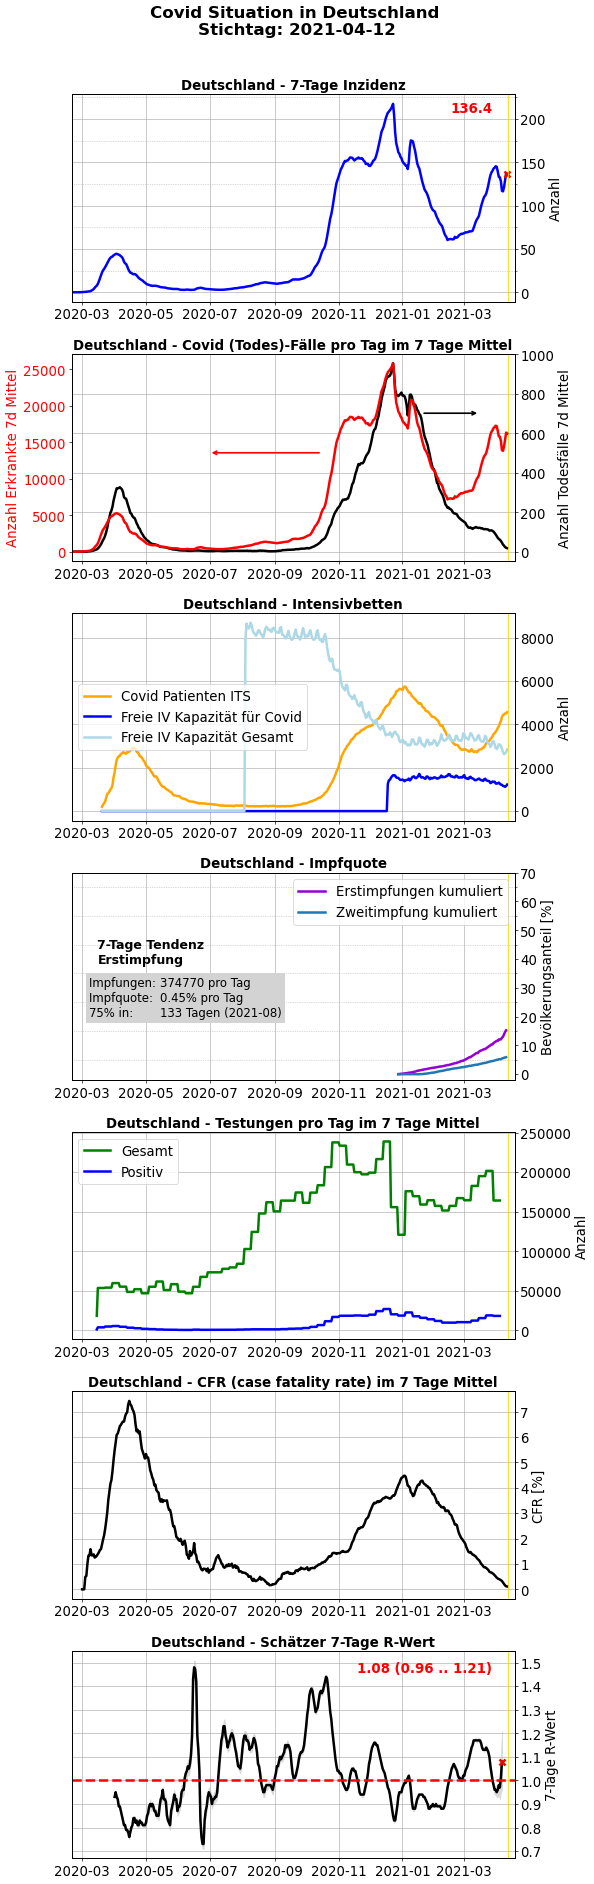 Covid Situation in Deutschland
Stichtag: 2021-04-12
Deutschland - 7-Tage Inzidenz
136.4
200
150
100
50
0
Anzahl
2020-03 2020-05 2020-07 2020-09 2020-11 2021-01 2021-03
Deutschland - Covid (Todes)-Fälle pro Tag im 7 Tage Mittel
Anzahl Erkrankte 7d Mittel
25000
20000
15000
10000
5000
0
1000
800
600
400
200
0
Anzahl Todesfälle 7d Mittel
2020-03 2020-05 2020-07 2020-09 2020-11 2021-01 2021-03
Deutschland - Intensivbetten
Covid Patienten ITS
Freie IV Kapazität für Covid
Freie IV Kapazität Gesamt
8000
6000
4000
2000
0
Anzahl
2020-03 2020-05 2020-07 2020-09 2020-11 2021-01 2021-03
Deutschland - Impfquote
Erstimpfungen kumuliert
Zweitimpfung kumuliert
7-Tage Tendenz
Erstimpfung
Impfungen: 374770 pro Tag
Impfquote: 0.45% pro Tag
75% in: 133 Tagen (2021-08)
70
60
50
40
30
20
10
0
Bevölkerungsanteil [%]
2020-03 2020-05 2020-07 2020-09 2020-11 2021-01 2021-03
Deutschland - Testungen pro Tag im 7 Tage Mittel
Gesamt
Positiv
250000
200000
150000
100000
50000
0
Anzahl
2020-03 2020-05 2020-07 2020-09 2020-11 2021-01 2021-03
Deutschland - CFR (case fatality rate) im 7 Tage Mittel
7
6
5
4
3
2
1
0
CFR [%]
2020-03 2020-05 2020-07 2020-09 2020-11 2021-01 2021-03
Deutschland - Schätzer 7-Tage R-Wert
1.08 (0.96 .. 1.21)
1.5
1.4
1.3
1.2
1.1
1.0
0.9
0.8
0.7
7-Tage R-Wert
2020-03 2020-05 2020-07 2020-09 2020-11 2021-01 2021-03